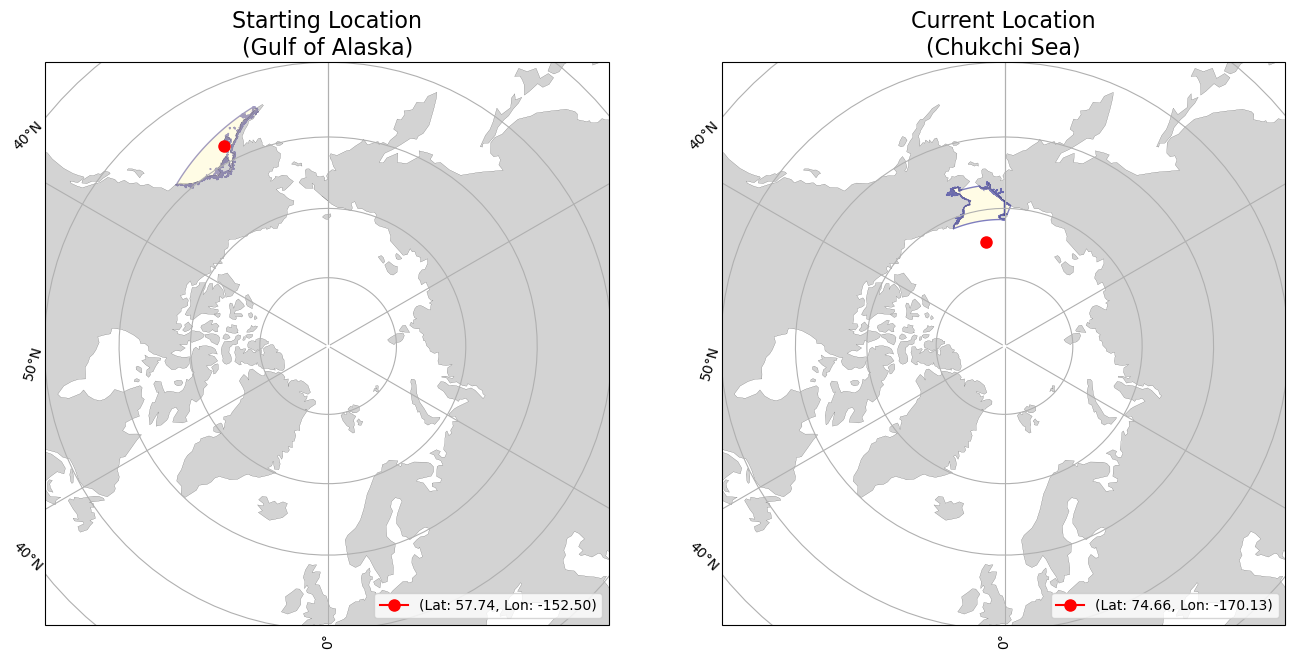 Starting Location
(Gulf of Alaska)
40°N
50°N
40°N
0°
(Lat: 57.74, Lon: -152.50)
Current Location
(Chukchi Sea)
40°N
50°N
40°N
0°
(Lat: 74.66, Lon: -170.13)